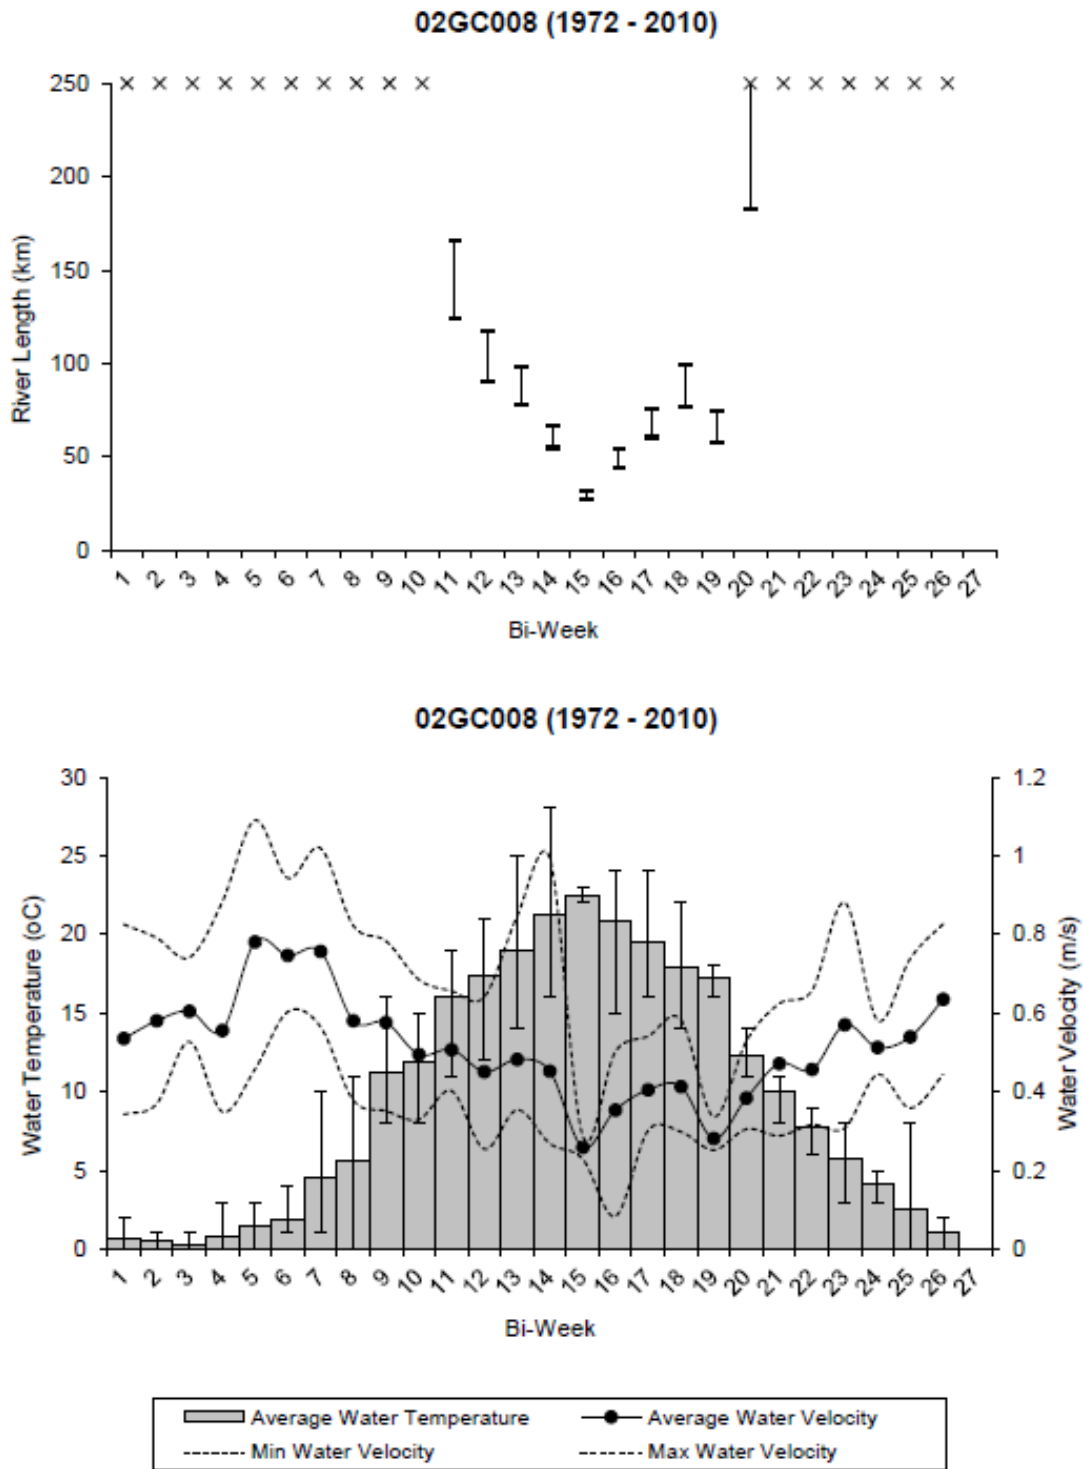 02GC008 (1972 - 2010)
250
200
150
100
50
0
River Length (km)
1 2 3 4 5 6 7 8 9 10 11 12 13 14 15 16 17 18 19 20 21 22 23 24 25 26 27
Bi-Week
02GC008 (1972 - 2010)
30
25
20
15
10
5
0
Water Temperature (oC)
1.2
1
0.8
0.6
0.4
0.2
0
Water Velocity (m/s)
1 2 3 4 5 6 7 8 9 10 11 12 13 14 15 16 17 18 19 20 21 22 23 24 25 26 27
Bi-Week
Average Water Temperature Average Water Velocity
Min Water Velocity Max Water Velocity